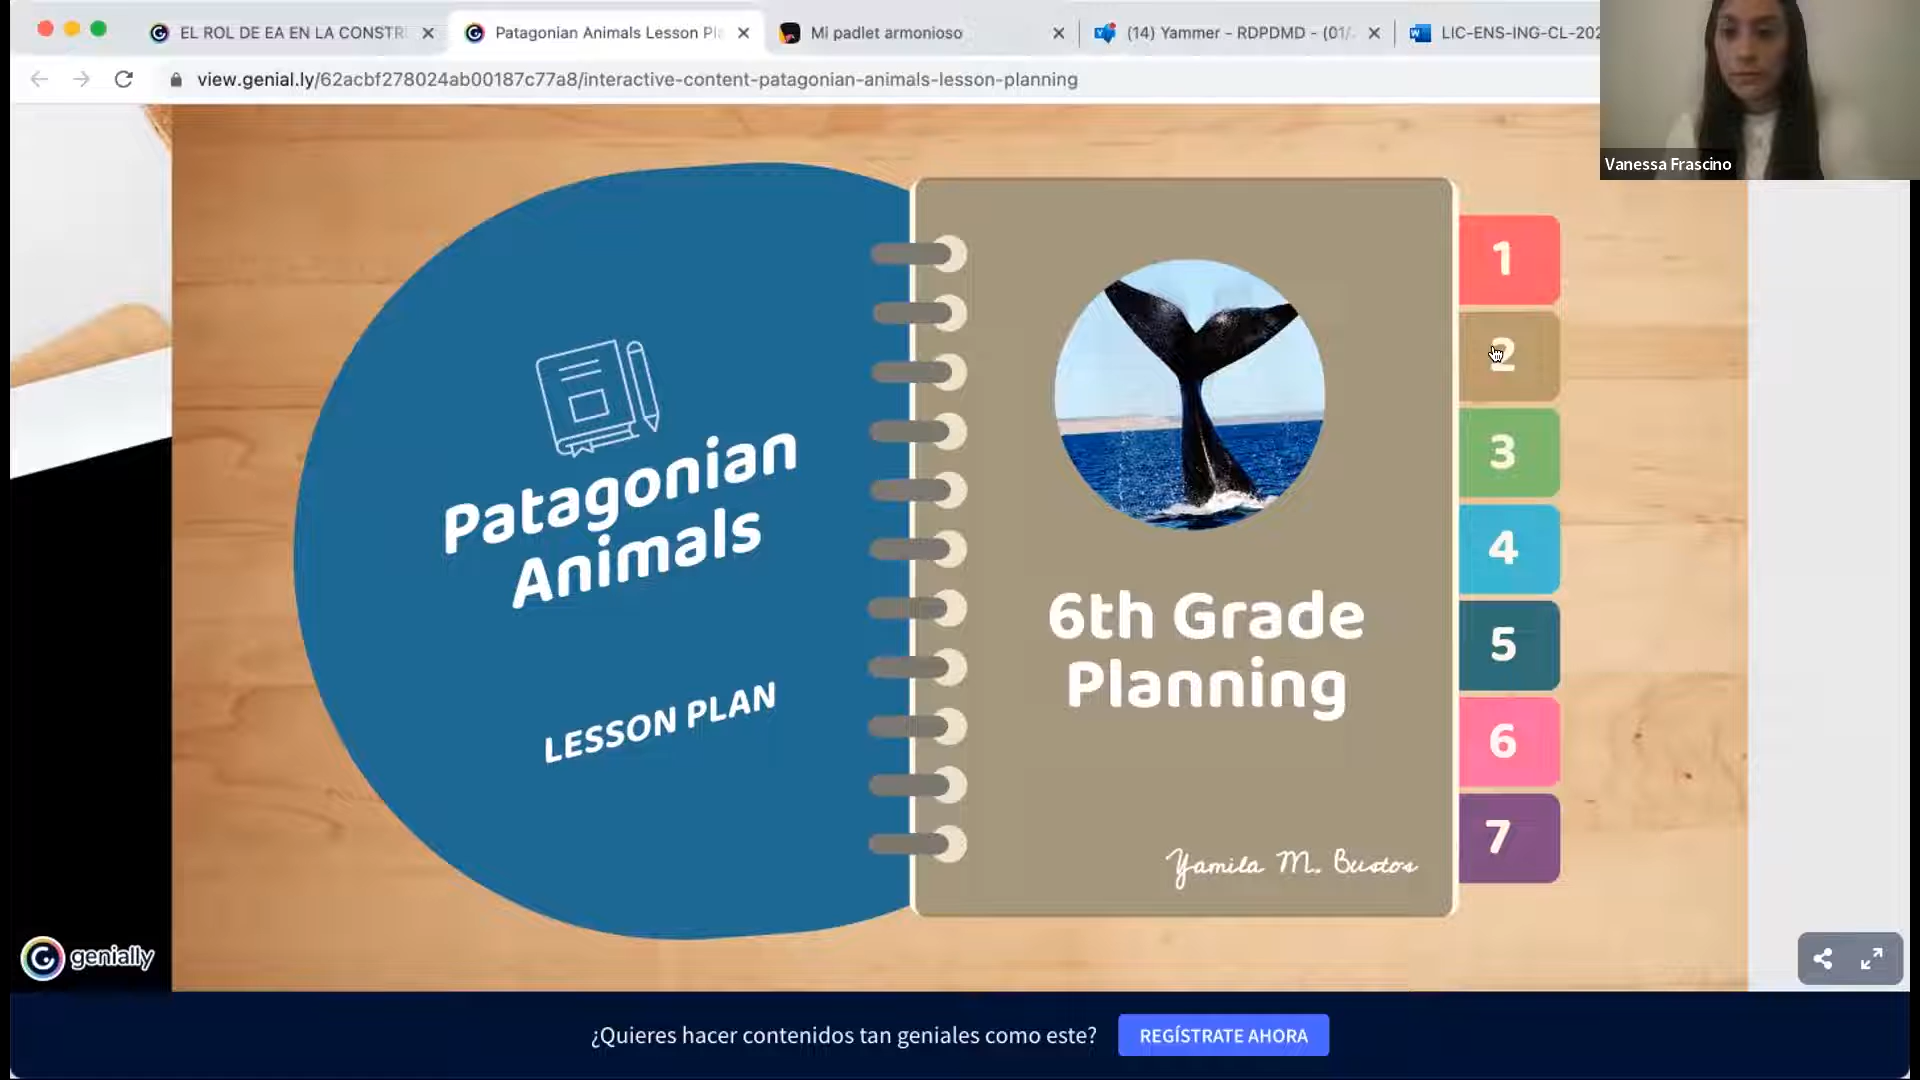 EL ROL DE EA EN LA CONSTR
Patagonian Animals Lesson Pl
Mi padlet armonioso
(14) Yammer - RDPDMD - (01/
LIC-ENS-ING-CL-202
view.genial.ly/62acbf278024ab00187c77a8/interactive-content-patagonian-animals-lesson-planning
Vanessa Frascino
Patagonian
Animals
LESSON PLAN
6th Grade
Planning
Yamila M. Bustos
1
2
3
4
5
6
7
genially
¿Quieres hacer contenidos tan geniales como este?
REGÍSTRATE AHORA